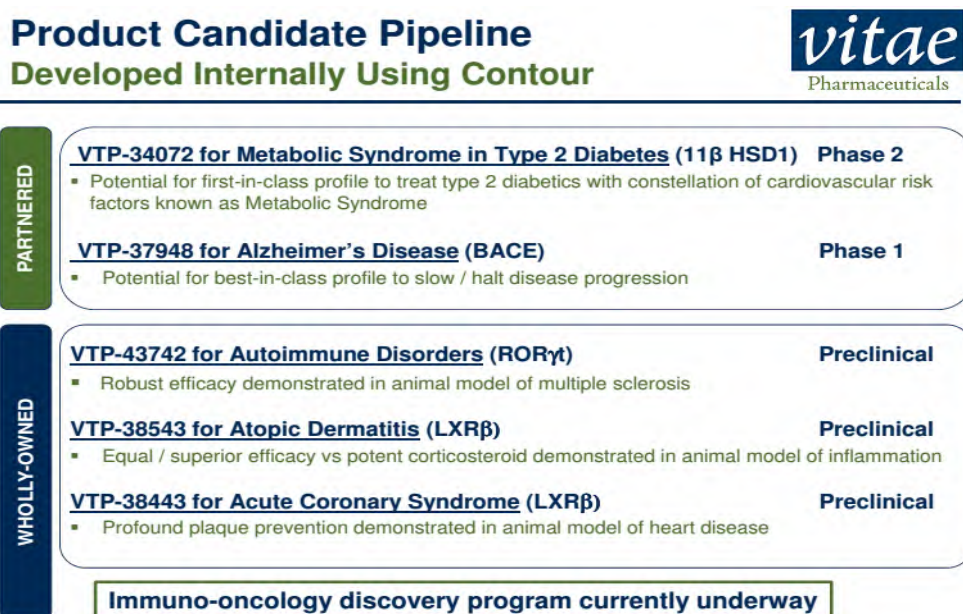 Product Candidate Pipeline
Developed Internally Using Contour
vitae
Pharmaceuticals
PARTNERED
VTP-34072 for Metabolic Syndrome in Type 2 Diabetes (11β HSD1) Phase 2
▪ Potential for first-in-class profile to treat type 2 diabetics with constellation of cardiovascular risk
factors known as Metabolic Syndrome
VTP-37948 for Alzheimer's Disease (BACE) Phase 1
▪ Potential for best-in-class profile to slow / halt disease progression
WHOLLY-OWNED
VTP-43742 for Autoimmune Disorders (RORγt) Preclinical
▪ Robust efficacy demonstrated in animal model of multiple sclerosis
VTP-38543 for Atopic Dermatitis (LXRβ) Preclinical
▪ Equal / superior efficacy vs potent corticosteroid demonstrated in animal model of inflammation
VTP-38443 for Acute Coronary Syndrome (LXRβ) Preclinical
▪ Profound plaque prevention demonstrated in animal model of heart disease
Immuno-oncology discovery program currently underway